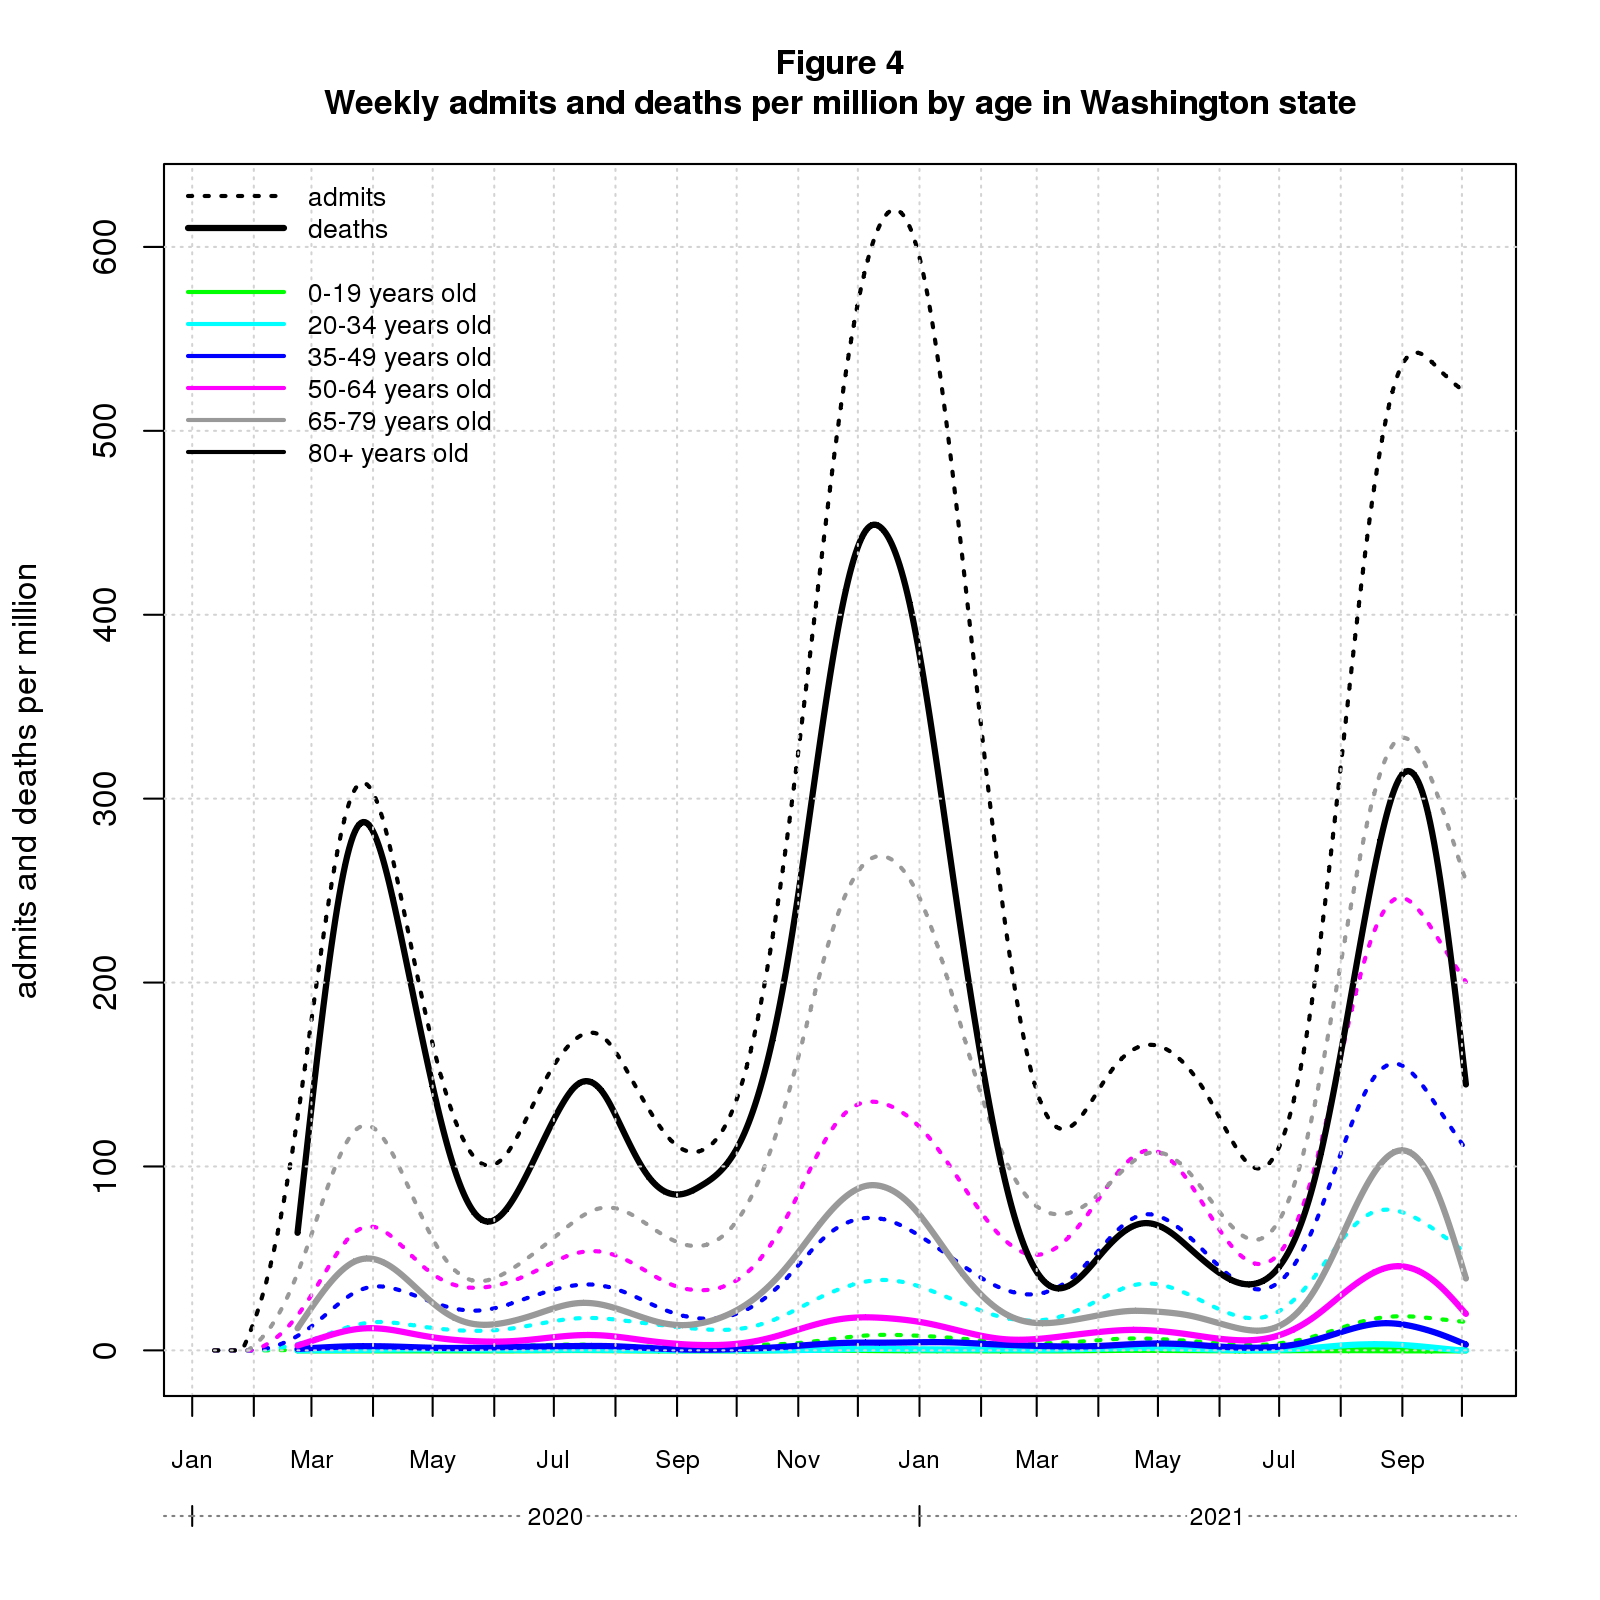 Figure 4
Weekly admits and deaths per million by age in Washington state
admits
deaths
0-19 years old
20-34 years old
35-49 years old
50-64 years old
65-79 years old
80+ years old
admits and deaths per million
600
500
400
300
200
100
0
Jan Mar May Jul Sep Nov Jan Mar May Jul Sep
2020 2021